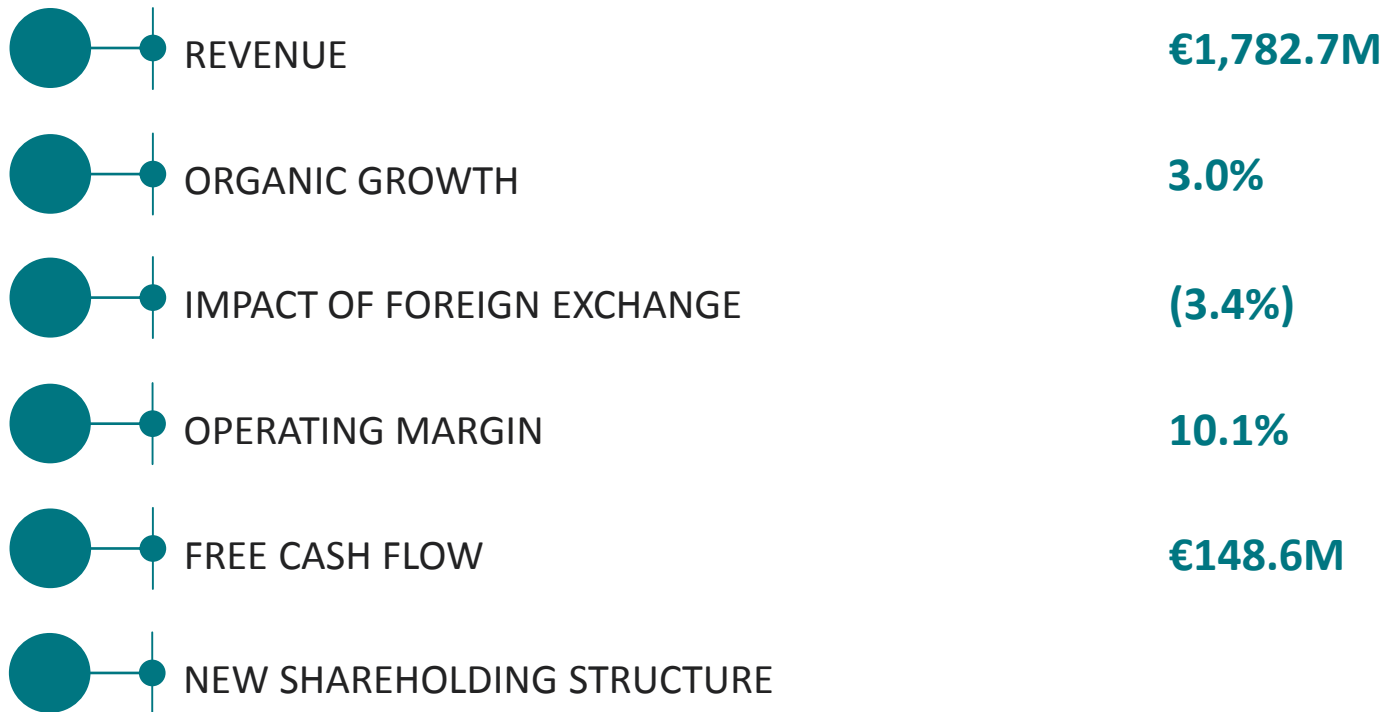 REVENUE €1,782.7M
ORGANIC GROWTH 3.0%
IMPACT OF FOREIGN EXCHANGE (3.4%)
OPERATING MARGIN 10.1%
FREE CASH FLOW €148.6M
NEW SHAREHOLDING STRUCTURE